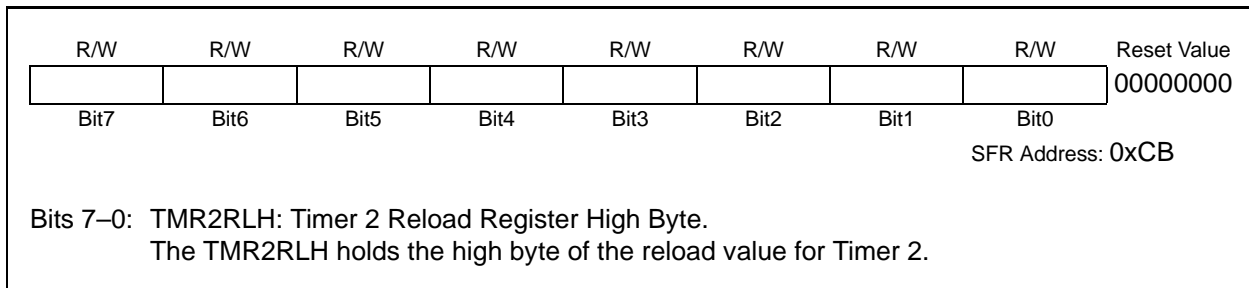 R/W R/W R/W R/W R/W R/W R/W R/W Reset Value
00000000
Bit7 Bit6 Bit5 Bit4 Bit3 Bit2 Bit1 Bit0
SFR Address: 0xCB
Bits 7–0: TMR2RLH: Timer 2 Reload Register High Byte.
The TMR2RLH holds the high byte of the reload value for Timer 2.